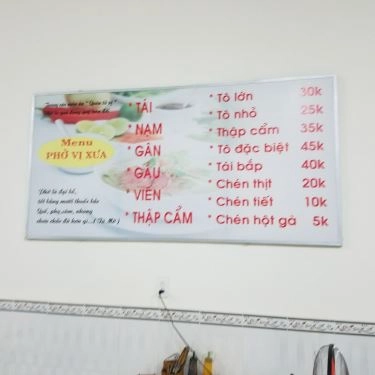 Menu
PHỞ VỊ XƯA
* TÁI
* NẠM
* GÂN
* GẦU
* VIÊN
* THẬP CẨM
* Tô lớn 30k
* Tô nhỏ 25k
* Thập cẩm 35k
* Tô đặc biệt 45k
* Tái bắp 40k
* Chén thịt 20k
* Chén tiết 10k
* Chén hột gà 5k